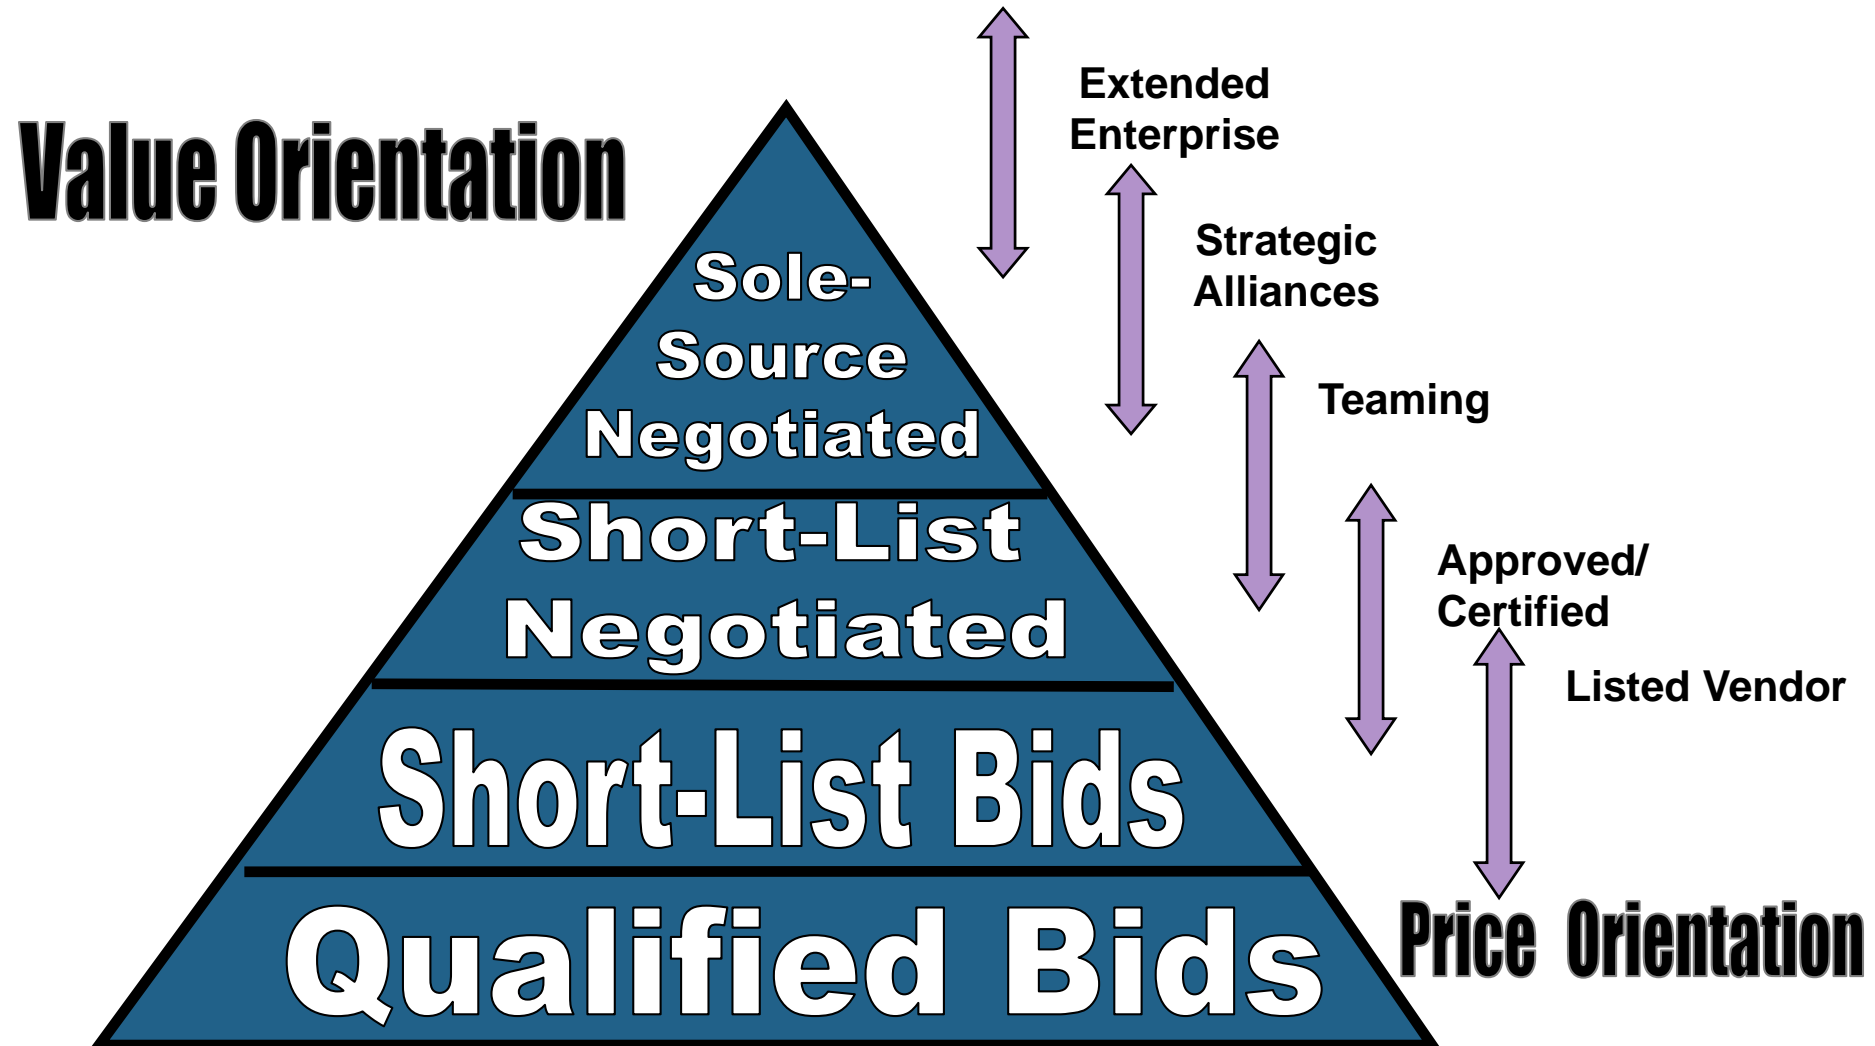 Value Orientation
Extended
Enterprise
Strategic
Alliances
Teaming
Approved/
Certified
Listed Vendor
Sole-
Source
Negotiated
Short-List
Negotiated
Short-List Bids
Qualified Bids
Price Orientation